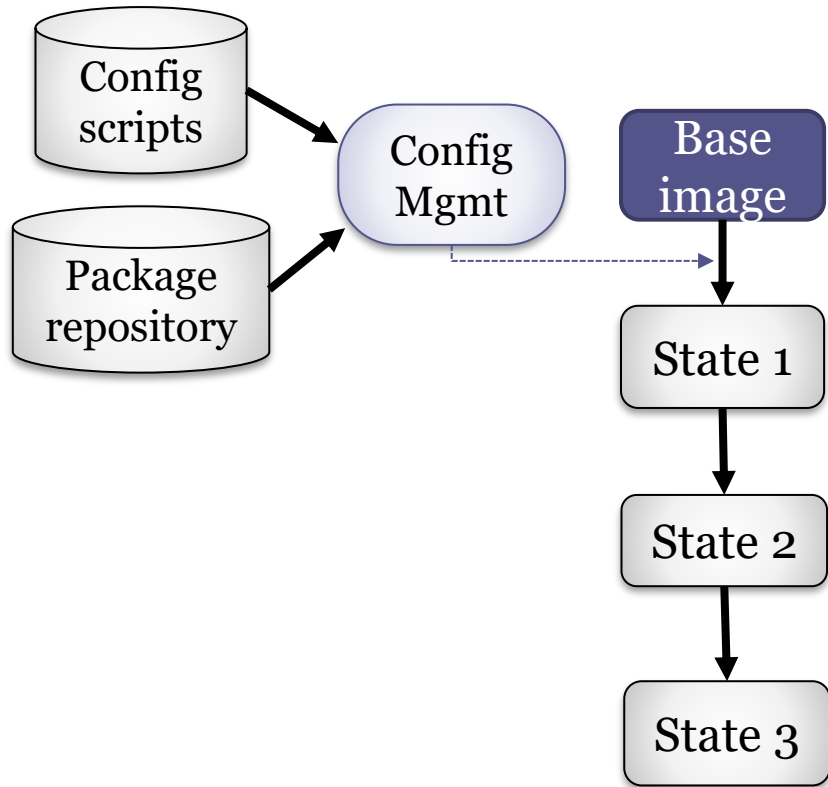 Config
scripts
Package
repository
Config
Mgmt
Base
image
State 1
State 2
State 3